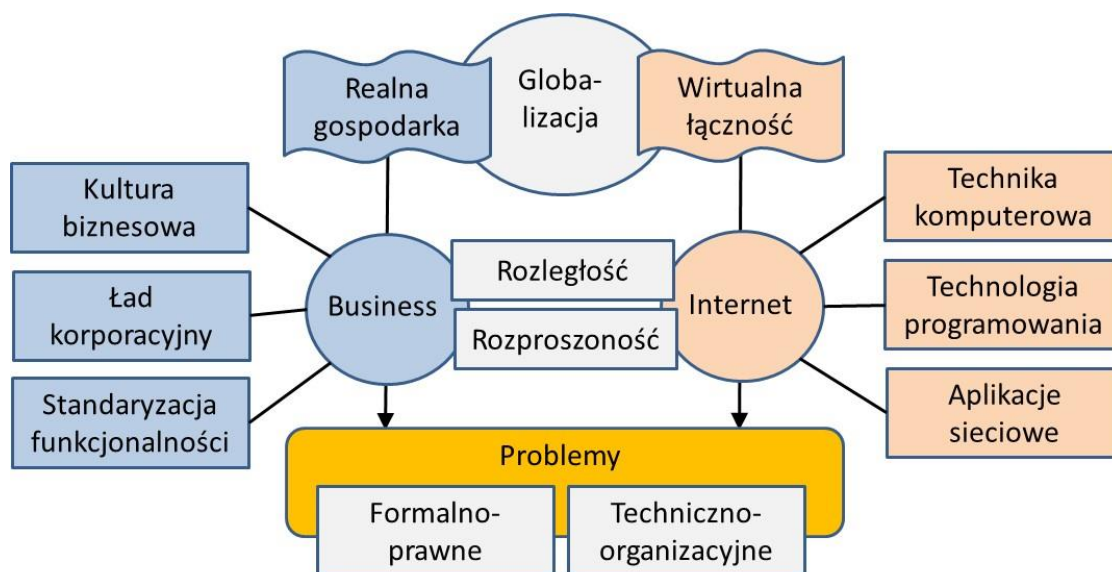 Realna
gospodarka
Globa-
lizacja
Wirtualna
łączność
Kultura
biznesowa
Ład
korporacyjny
Standaryzacja
funkcjonalności
Business
Rozległość
Rozproszoność
Internet
Technika
komputerowa
Technologia
programowania
Aplikacje
sieciowe
Problemy
Formalno-
prawne
Techniczno-
organizacyjne